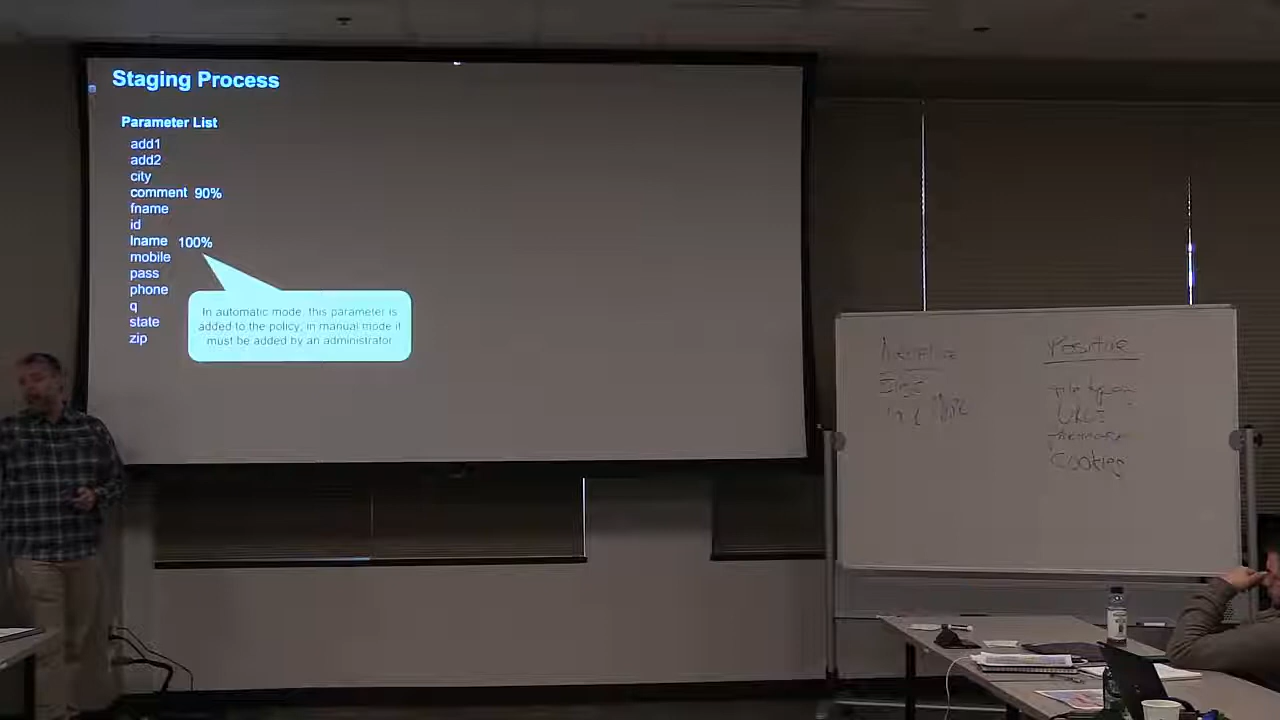 Staging Process
Parameter List
add1
add2
city
comment 90%
fname
id
lname 100%
mobile
pass
phone
q
state
zip
In automatic mode, this parameter is
added to the policy, in manual mode it
must be added by an administrator
Negative
Positive
URLs
Cookies